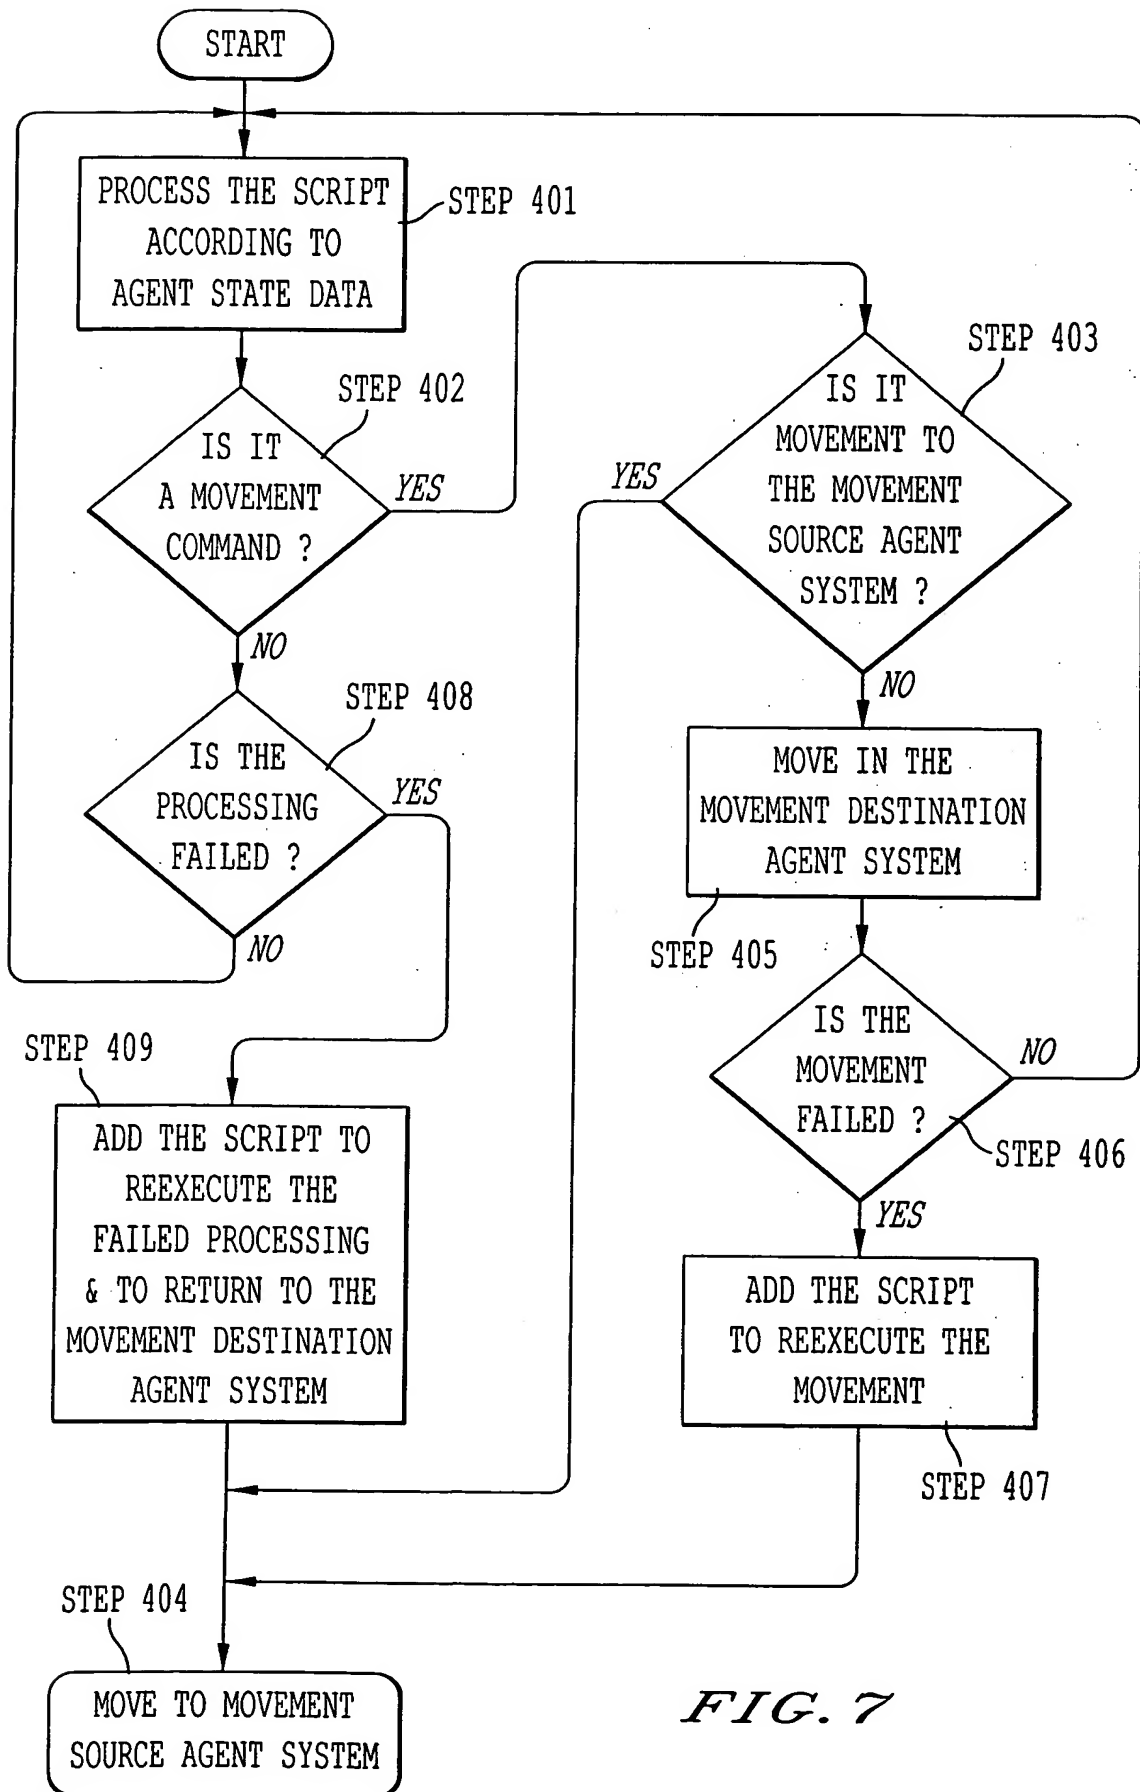 START
PROCESS THE SCRIPT
ACCORDING TO
AGENT STATE DATA
STEP 401
IS IT
A MOVEMENT
COMMAND ?
STEP 402
YES
NO
IS IT
MOVEMENT TO
THE MOVEMENT
SOURCE AGENT
SYSTEM ?
STEP 403
YES
NO
IS THE
PROCESSING
FAILED ?
STEP 408
YES
NO
MOVE IN THE
MOVEMENT DESTINATION
AGENT SYSTEM
STEP 405
IS THE
MOVEMENT
FAILED ?
NO
STEP 406
YES
STEP 409
ADD THE SCRIPT TO
REEXECUTE THE
FAILED PROCESSING
& TO RETURN TO THE
MOVEMENT DESTINATION
AGENT SYSTEM
ADD THE SCRIPT
TO REEXECUTE THE
MOVEMENT
STEP 407
STEP 404
MOVE TO MOVEMENT
SOURCE AGENT SYSTEM
FIG. 7